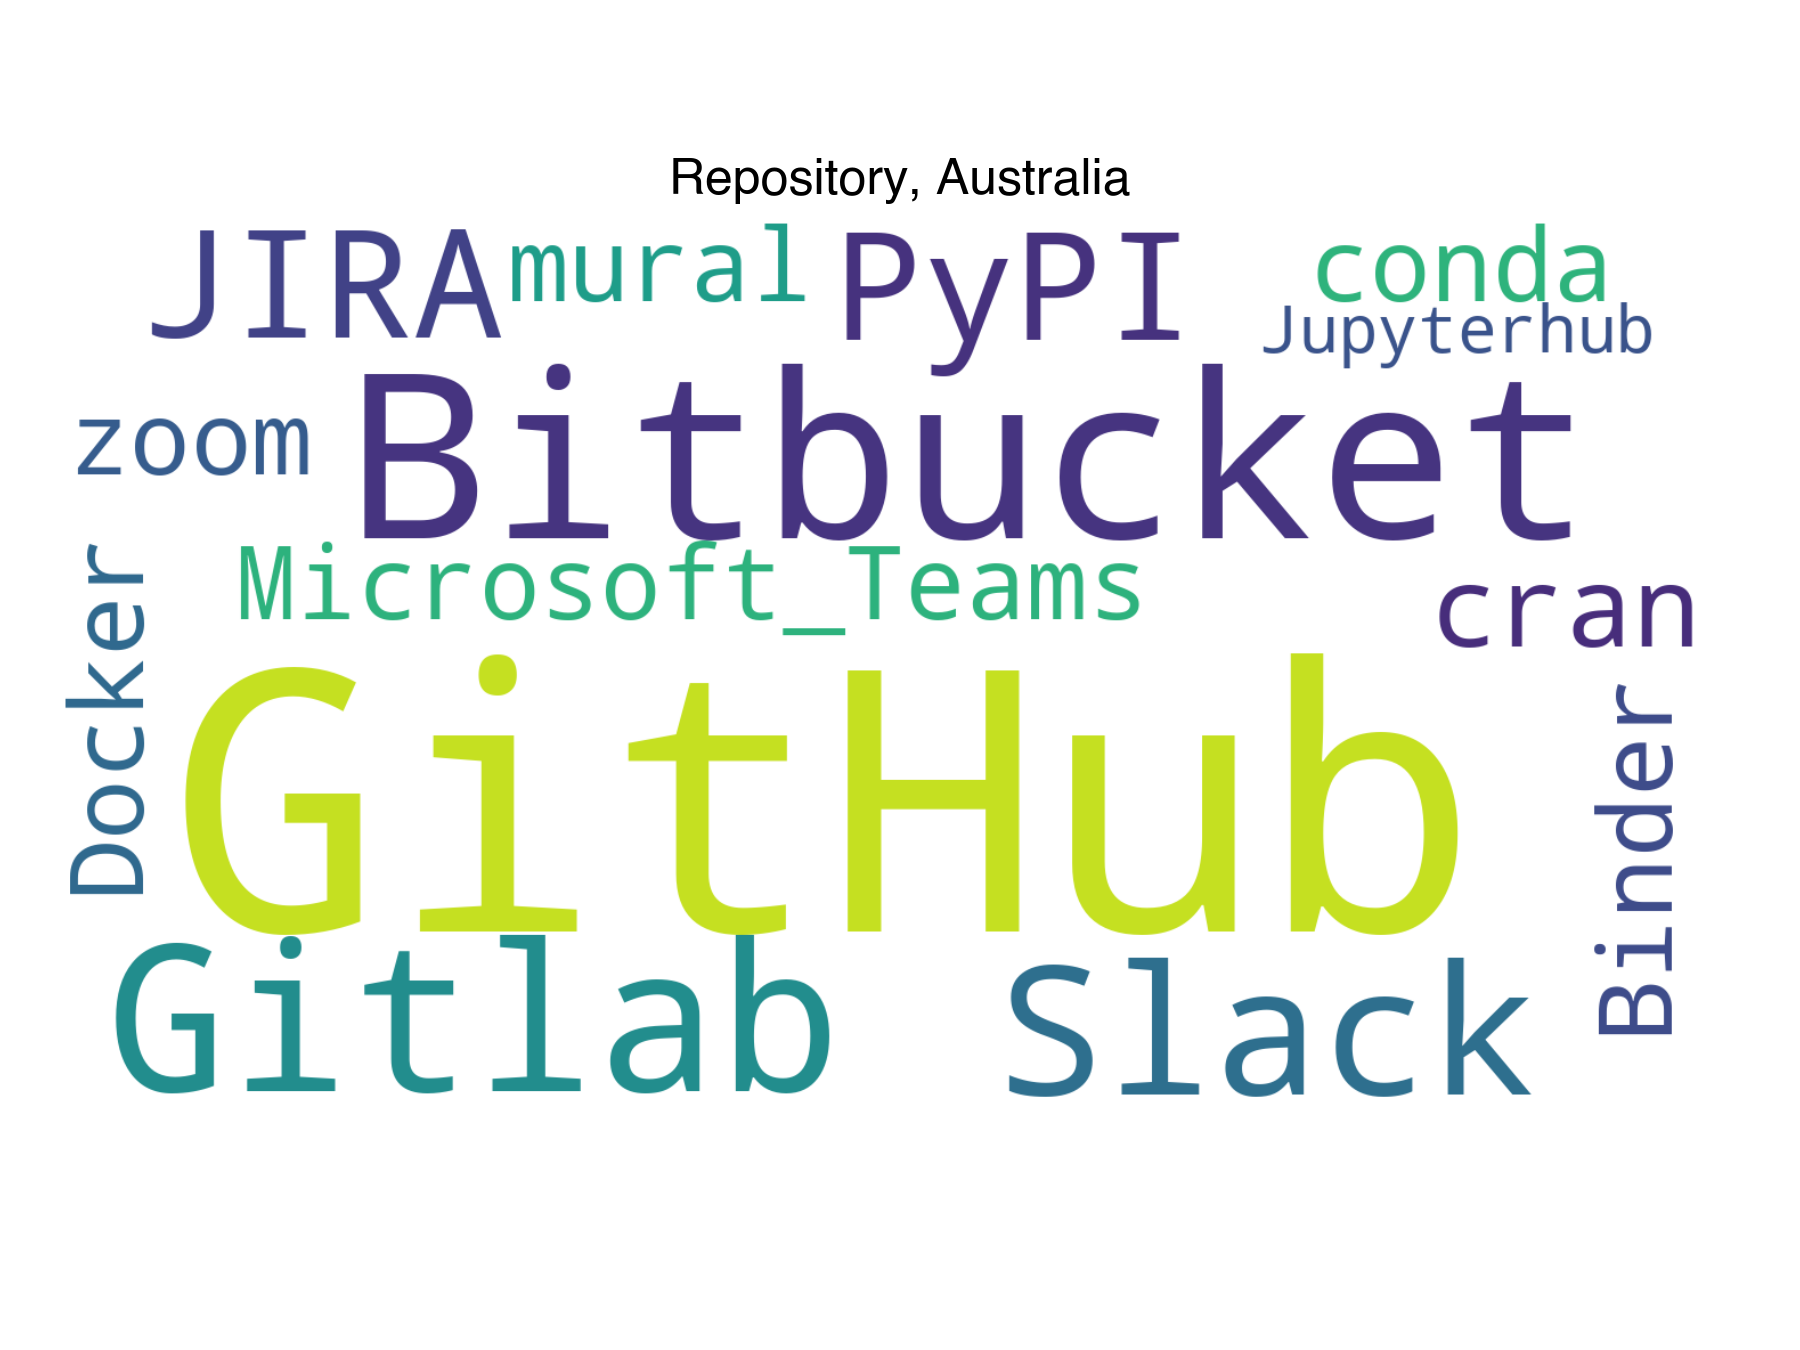 Repository, Australia
JIRA mural PyPI conda
Jupyterhub
zoom Bitbucket
Microsoft_Teams cran
Docker GitHub Binder
Gitlab Slack